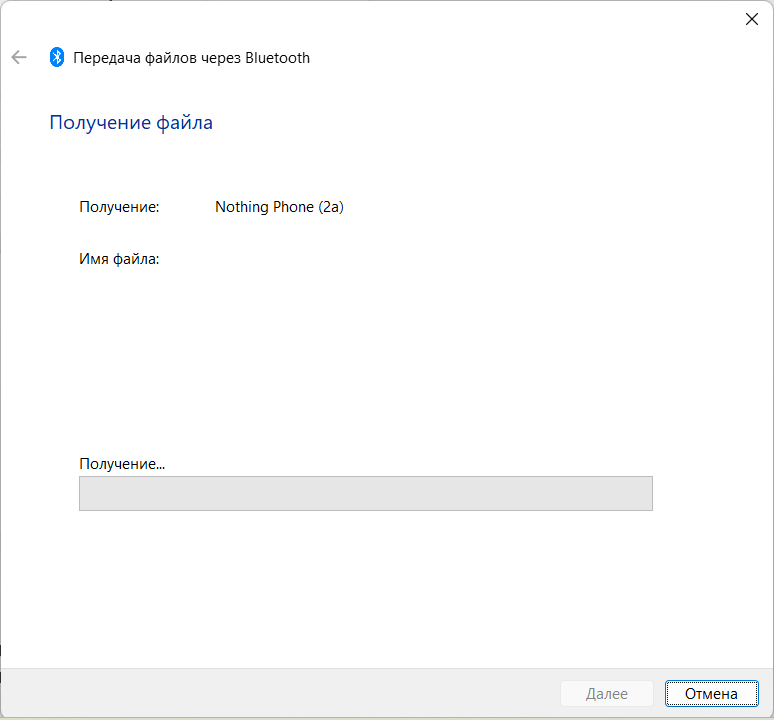 Передача файлов через Bluetooth
Получение файла
Получение: Nothing Phone (2a)
Имя файла:
Получение...
Далее Отмена